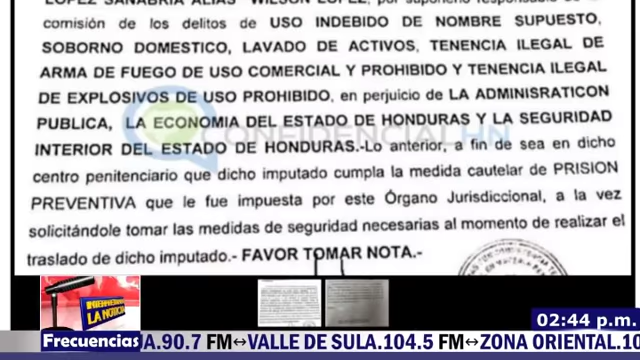 LOPEZ SANABRIA ALIAS "WILSON LOPEZ, por
comisión de los delitos de USO INDEBIDO DE NOMBRE SUPUESTO,
SOBORNO DOMESTICO, LAVADO DE ACTIVOS, TENENCIA ILEGAL DE
ARMA DE FUEGO DE USO COMERCIAL Y PROHIBIDO Y TENENCIA ILEGAL
DE EXPLOSIVOS DE USO PROHIBIDO, en perjuicio de LA ADMINISRATICON
PUBLICA, LA ECONOMIA DEL ESTADO DE HONDURAS Y LA SEGURIDAD
INTERIOR DEL ESTADO DE HONDURAS.-Lo anterior, a fin de sea en dicho
centro penitenciario que dicho imputado cumpla la medida cautelar de PRISION
PREVENTIVA que le fue impuesta por este Órgano Jurisdiccional, a la vez
solicitándole tomar las medidas de seguridad necesarias al momento de realizar el
traslado de dicho imputado.- FAVOR TOMAR NOTA.-
CONFIDENCIAL HN
LA NOTICIA
02:44 p.m.
Frecuencias
A.90.7 FM↔VALLE DE SULA.104.5 FM↔ZONA ORIENTAL.10